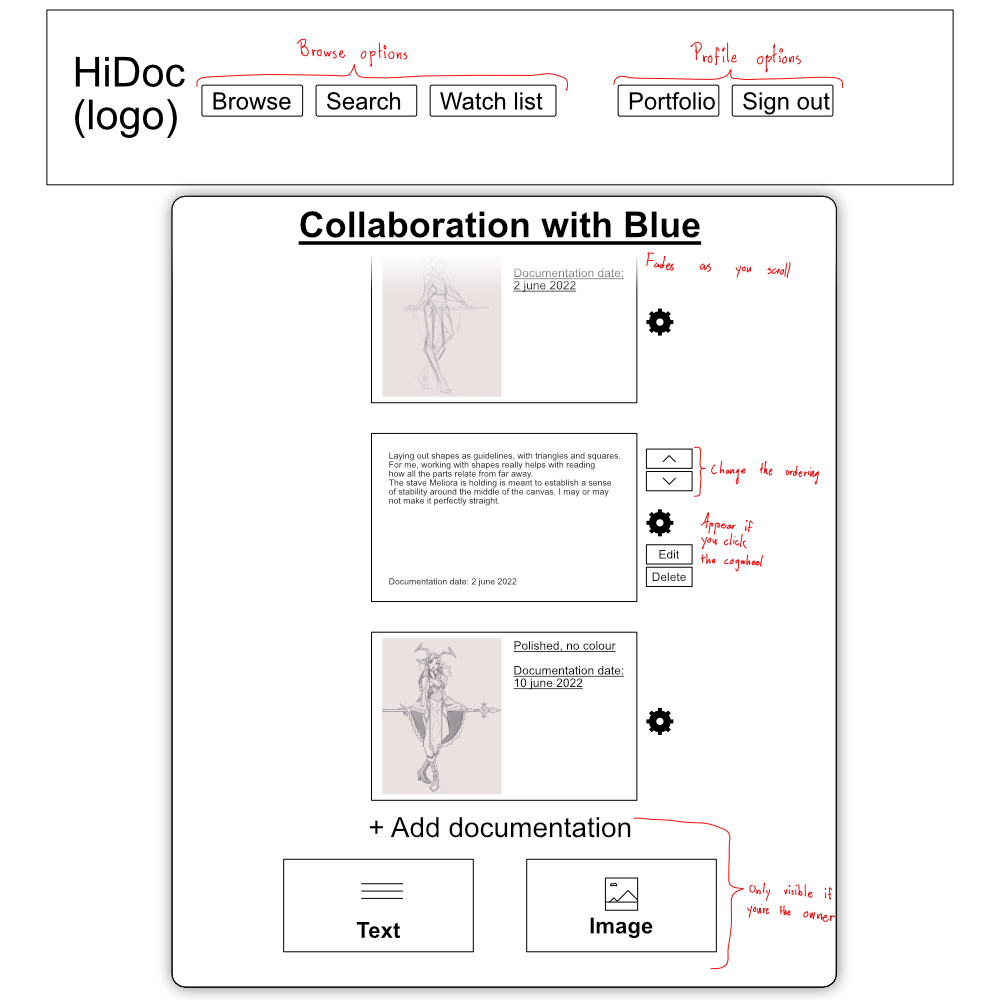 Browse options
Profile options
HiDoc
(logo)
Browse
Search
Watch list
Portfolio
Sign out
Collaboration with Blue
Fades as you scroll
Documentation date:
2 june 2022
Laying out shapes as guidelines, with triangles and squares.
For me, working with shapes really helps with reading
how all the parts relate from far away.
The stave Meliora is holding is meant to establish a sense
of stability around the middle of the canvas. I may or may
not make it perfectly straight.
Documentation date: 2 june 2022
Change the ordering
Appear if
you click
the cogwheel
Edit
Delete
Polished, no colour
Documentation date:
10 june 2022
+ Add documentation
Text
Image
Only visible if
you're the owner